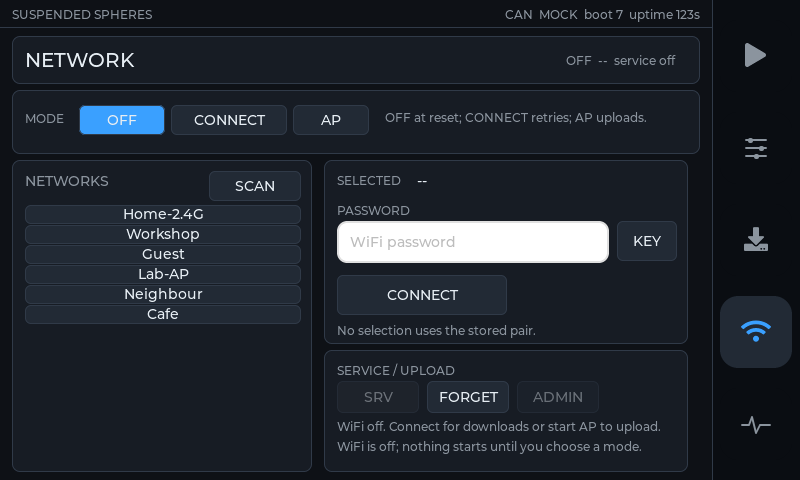 SUSPENDED SPHERES
CAN MOCK boot 7 uptime 123s
NETWORK
OFF -- service off
MODE OFF CONNECT AP OFF at reset; CONNECT retries; AP uploads.
NETWORKS SCAN
Home-2.4G
Workshop
Guest
Lab-AP
Neighbour
Cafe
SELECTED --
PASSWORD
WiFi password KEY
CONNECT
No selection uses the stored pair.
SERVICE / UPLOAD
SRV FORGET ADMIN
WiFi off. Connect for downloads or start AP to upload.
WiFi is off; nothing starts until you choose a mode.